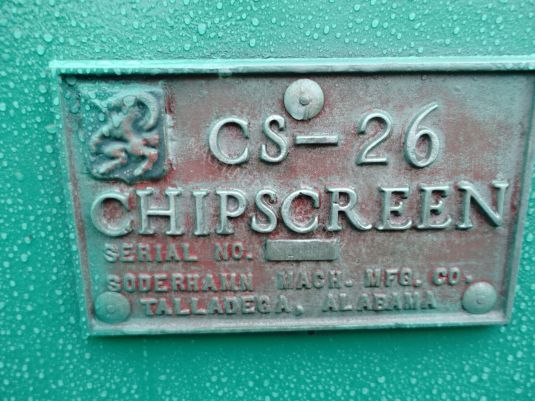 CS-26
CHIPSCREEN
SERIAL NO.
SODERHAMN MACH. MFG. CO.
TALLADEGA, ALABAMA